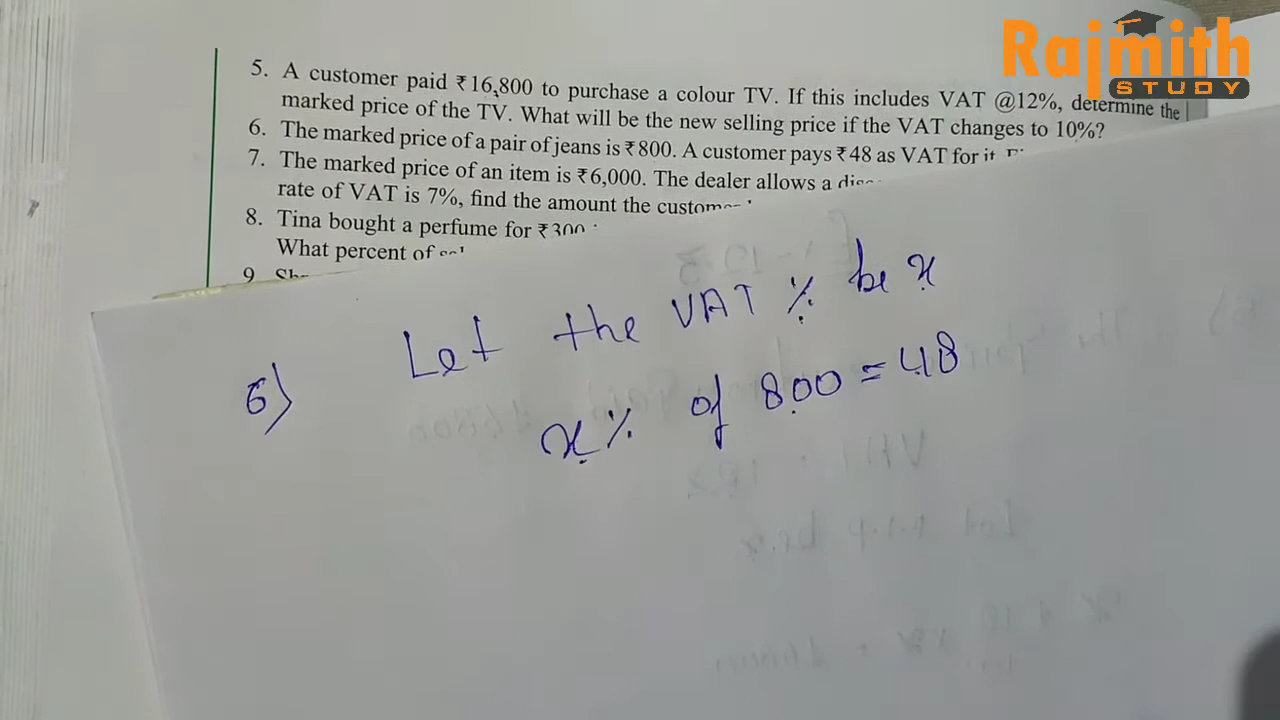 Rajmith
STUDY
5. A customer paid ₹16,800 to purchase a colour TV. If this includes VAT @12%, determine the
marked price of the TV. What will be the new selling price if the VAT changes to 10%?
6. The marked price of a pair of jeans is ₹800. A customer pays ₹48 as VAT for it.
7. The marked price of an item is ₹6,000. The dealer allows a
rate of VAT is 7%, find the amount the
8. Tina bought a perfume for ₹300
What percent of
9
6) Let the VAT % be x
x% of 800 = 48